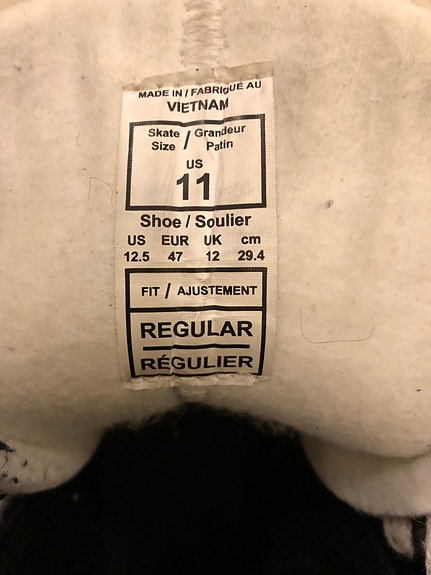 MADE IN / FABRIQUÉ AU
VIETNAM
Skate Size / Grandeur Patin
US
11
Shoe / Soulier
US EUR UK cm
12.5 47 12 29.4
FIT / AJUSTEMENT
REGULAR
RÉGULIER